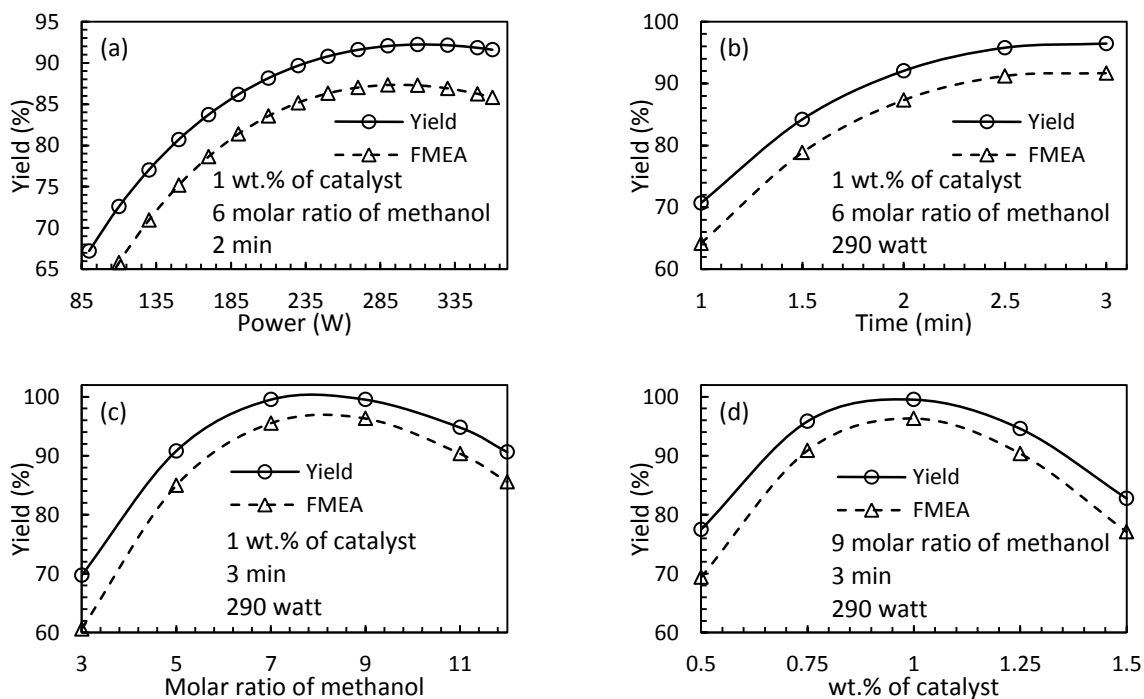 (a)
Yield (%)
95
90
85
80
75
70
65
Yield
FMEA
1 wt.% of catalyst
6 molar ratio of methanol
2 min
85 135 185 235 285 335
Power (W)
(b)
Yield (%)
100
90
80
70
60
Yield
FMEA
1 wt.% of catalyst
6 molar ratio of methanol
290 watt
1 1.5 2 2.5 3
Time (min)
(c)
Yield (%)
100
90
80
70
60
Yield
FMEA
1 wt.% of catalyst
3 min
290 watt
3 5 7 9 11
Molar ratio of methanol
(d)
Yield (%)
100
90
80
70
60
Yield
FMEA
9 molar ratio of methanol
3 min
290 watt
0.5 0.75 1 1.25 1.5
wt.% of catalyst